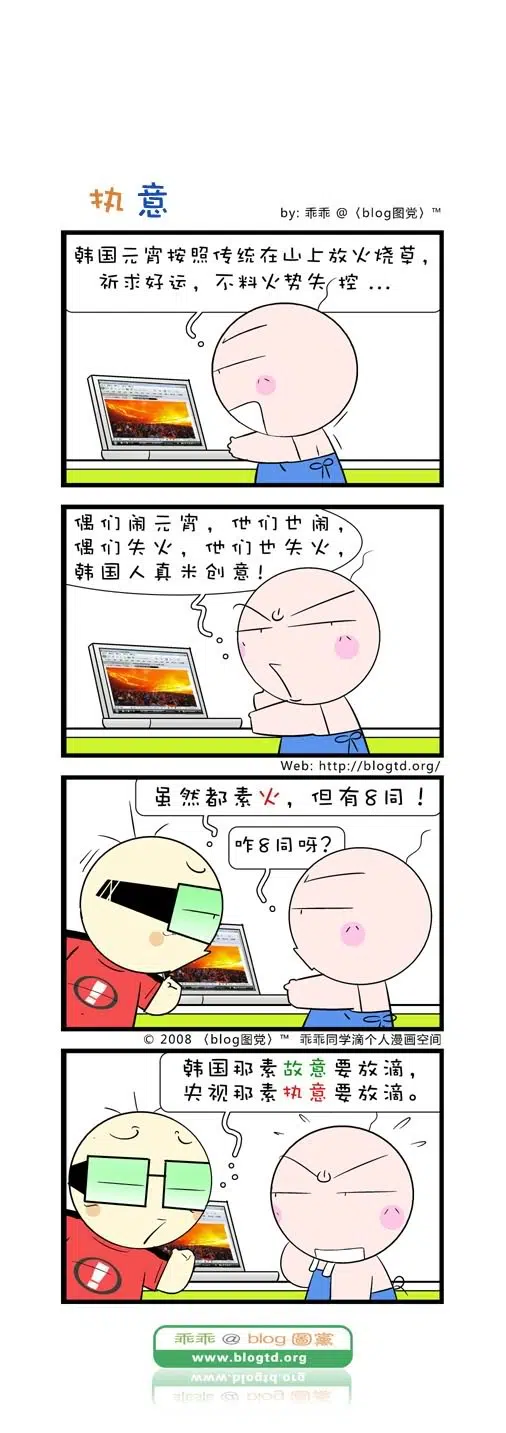 执意
by: 乖乖 @〈blog图党〉™
韩国元宵按照传统在山上放火烧草，
祈求好运，不料火势失控...
偶们闹元宵，他们也闹，
偶们失火，他们也失火，
韩国人真米创意！
Web: http://blogtd.org/
虽然都素火，但有8同！
咋8同呀？
© 2008 〈blog图党〉™ 乖乖同学滴个人漫画空间
韩国那素故意要放滴，
央视那素执意要放滴。
乖乖@blog圖黨
www.blogtd.org